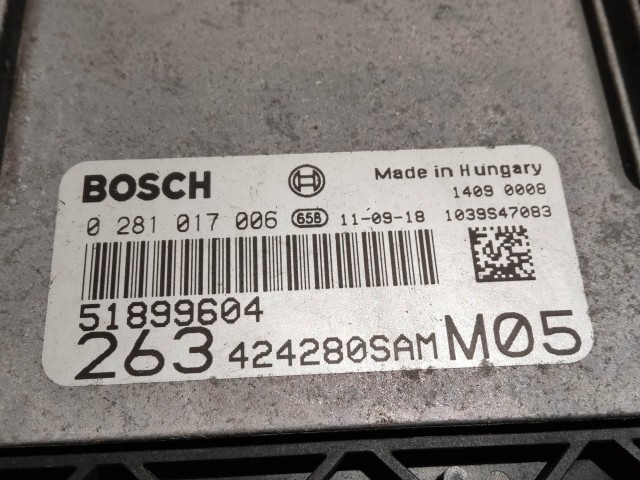 BOSCH Made in Hungary
1409 0008
0 281 017 006 658 11-09-18 1039S47083
51899604
263 424280SAM M05